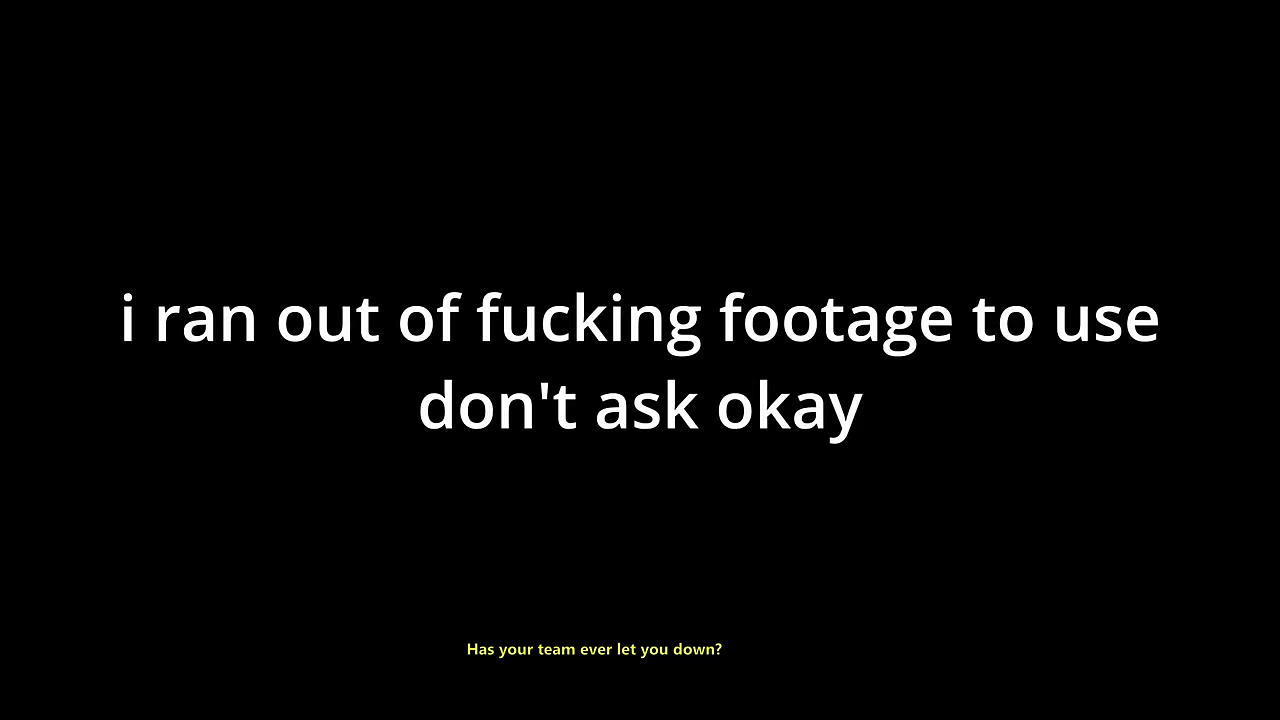 i ran out of fucking footage to use
don't ask okay
Has your team ever let you down?